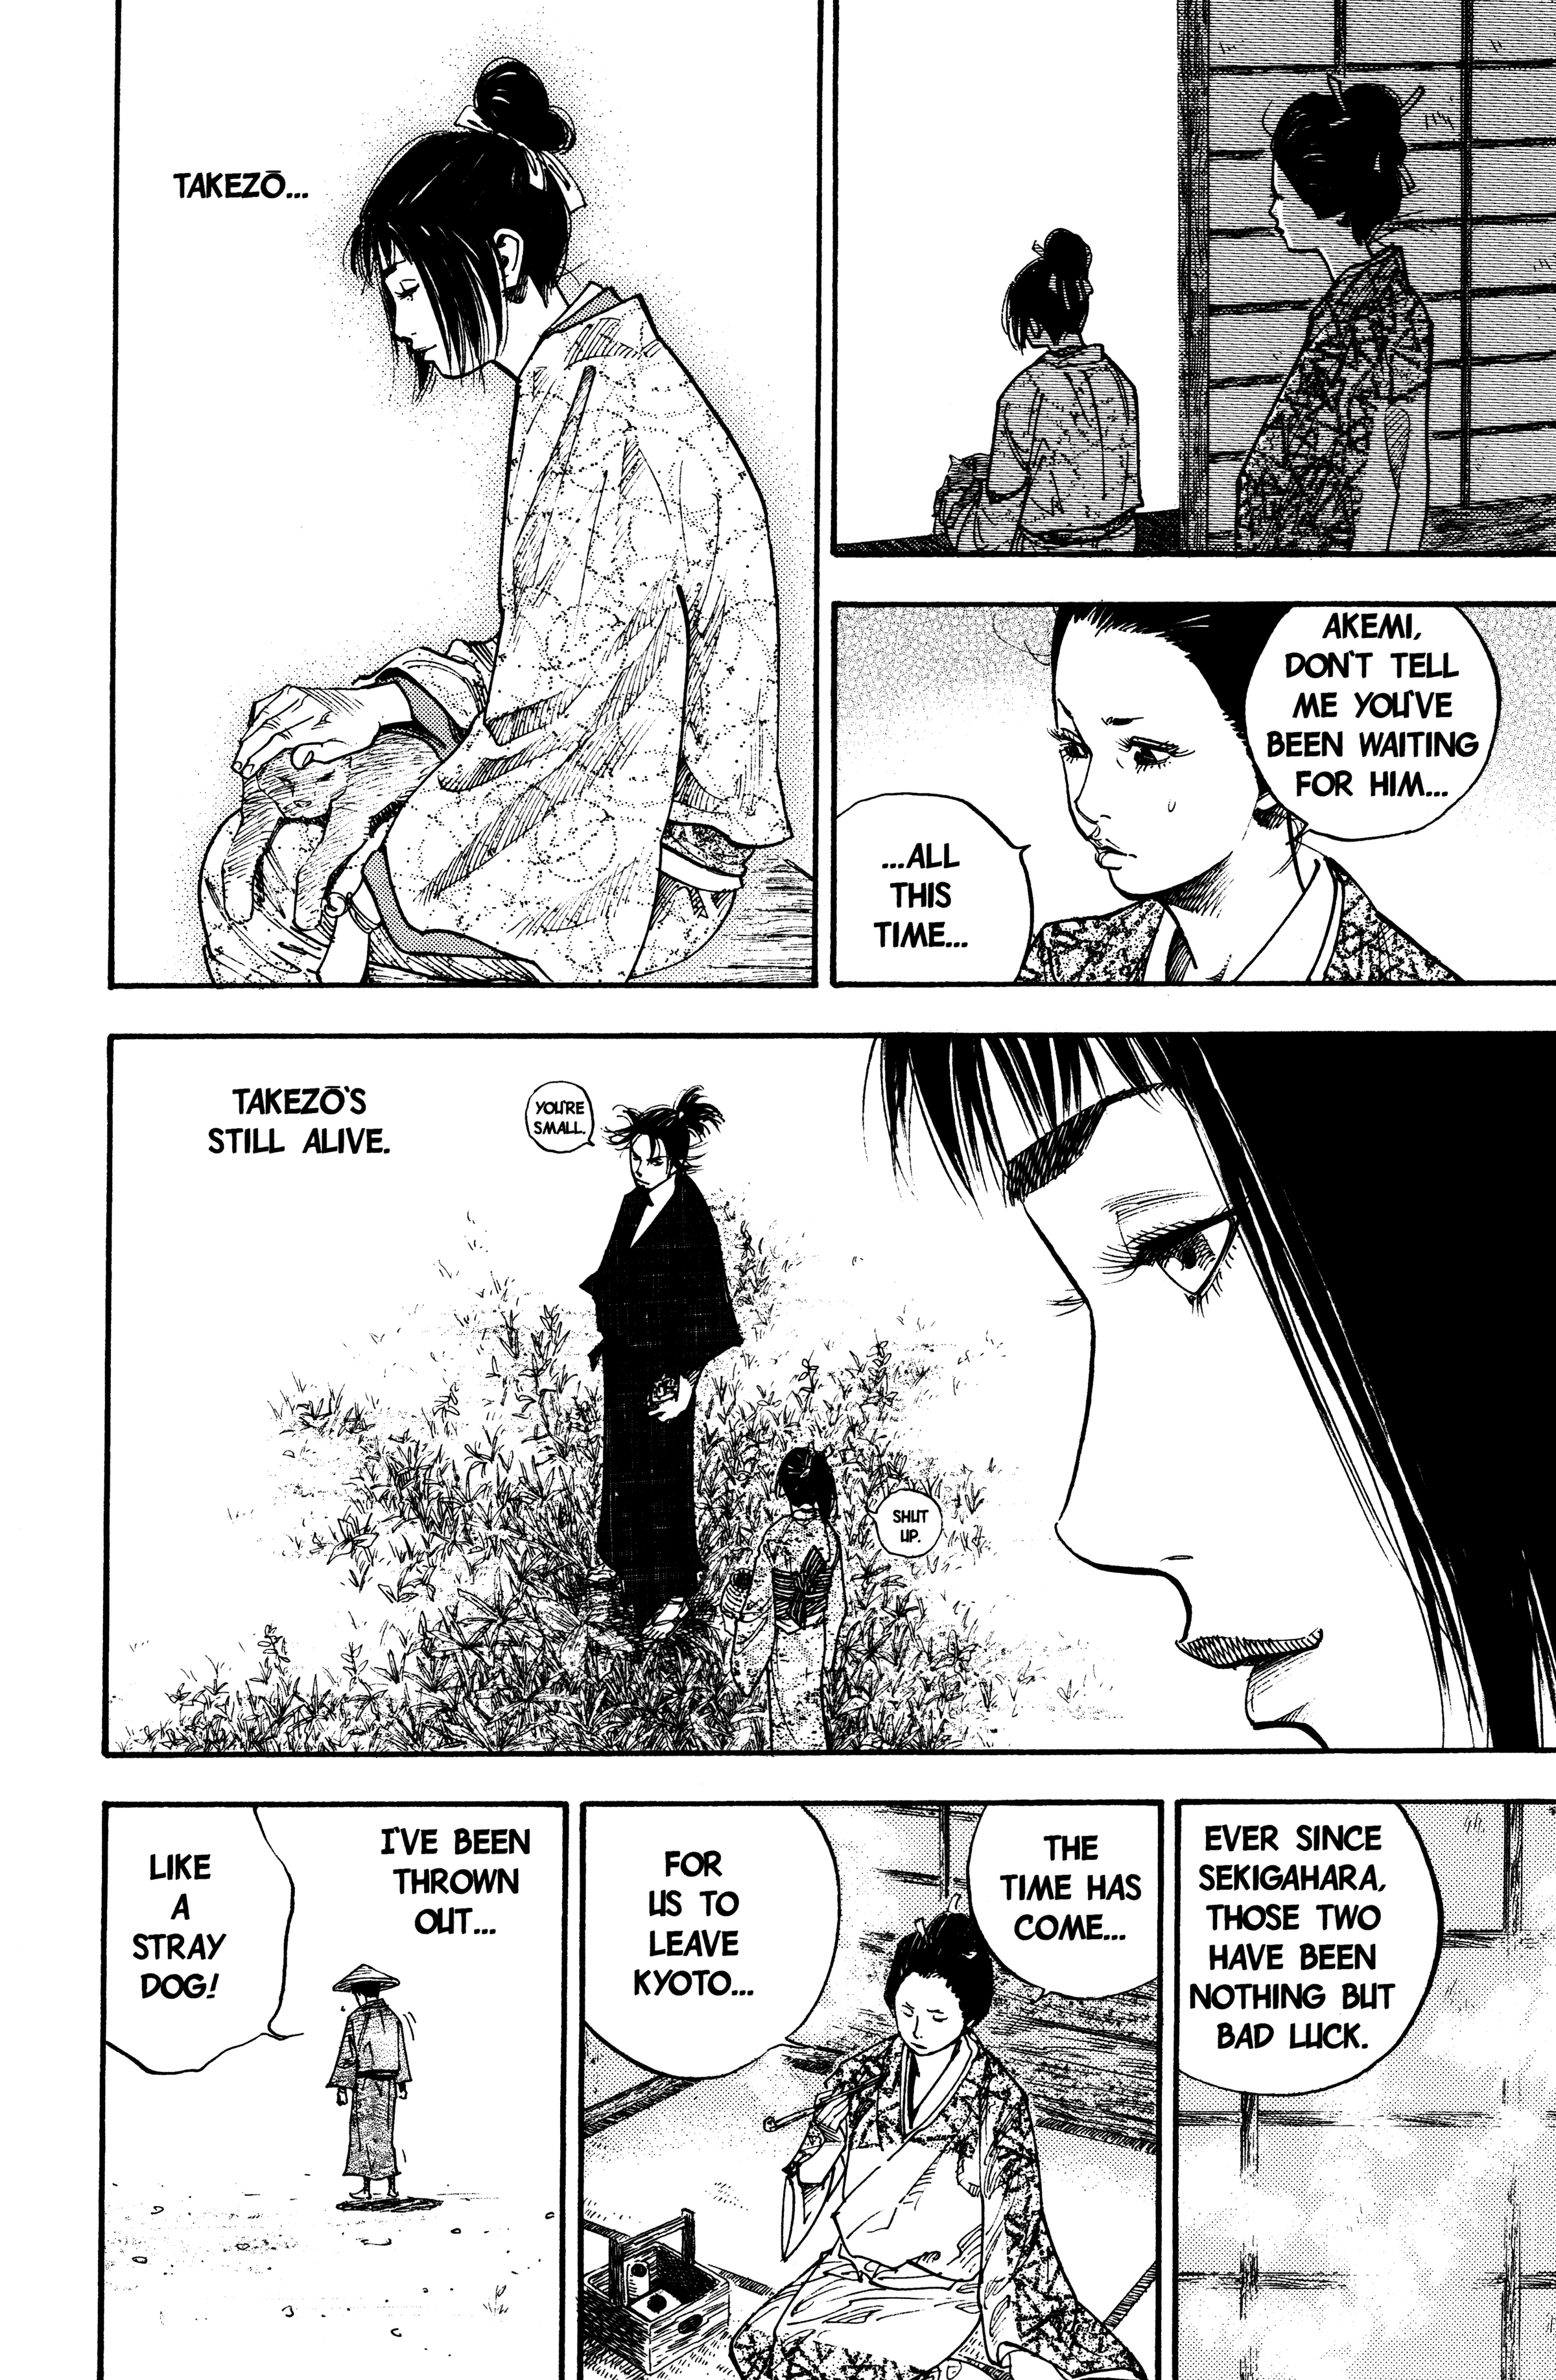 AKEMI,
DON'T TELL
ME YOU'VE
BEEN WAITING
FOR HIM...
...ALL
THIS
TIME...
TAKEZŌ...
TAKEZŌ'S
STILL ALIVE.
YOU'RE
SMALL.
SHUT
UP.
EVER SINCE
SEKIGAHARA,
THOSE TWO
HAVE BEEN
NOTHING BUT
BAD LUCK.
THE
TIME HAS
COME...
FOR
US TO
LEAVE
KYOTO...
I'VE BEEN
THROWN
OUT...
LIKE
A
STRAY
DOG!